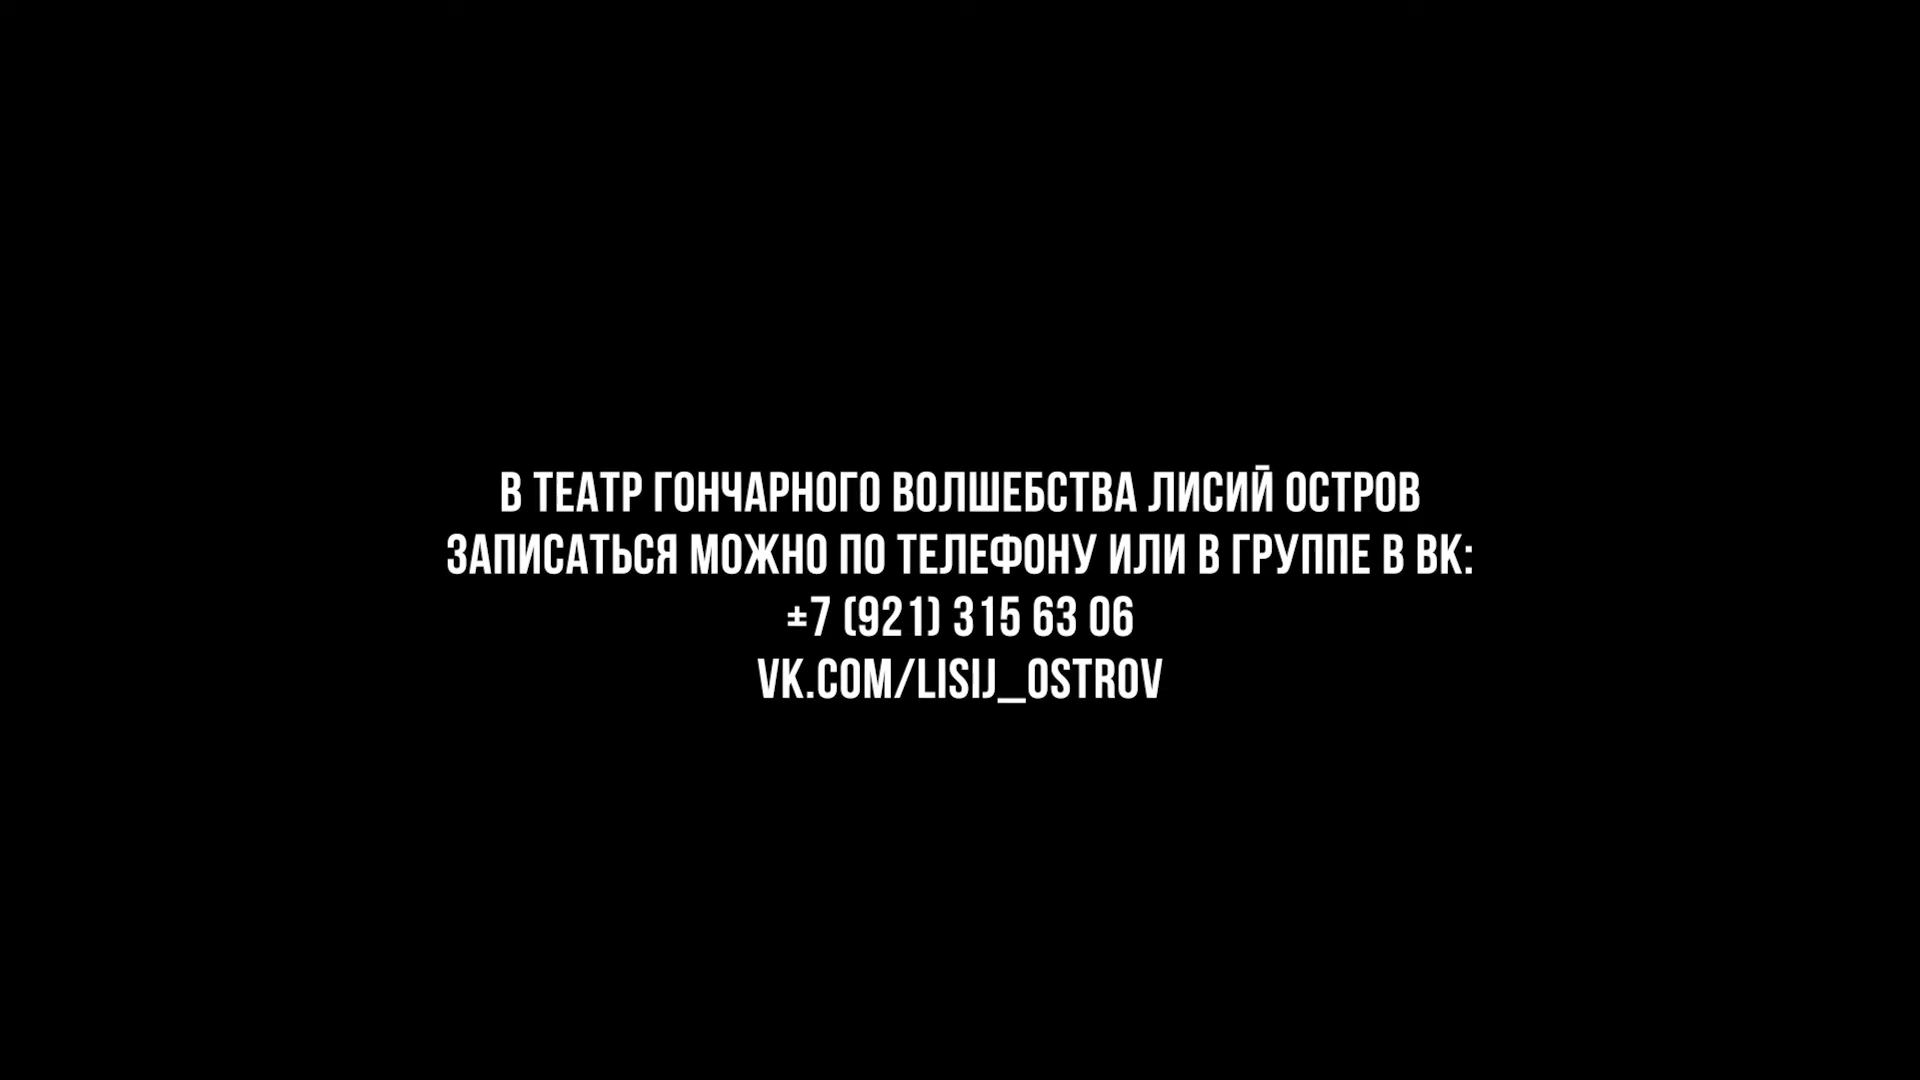 В ТЕАТР ГОНЧАРНОГО ВОЛШЕБСТВА ЛИСИЙ ОСТРОВ
ЗАПИСАТЬСЯ МОЖНО ПО ТЕЛЕФОНУ ИЛИ В ГРУППЕ В ВК:
±7 (921) 315 63 06
VK.COM/LISIJ_OSTROV